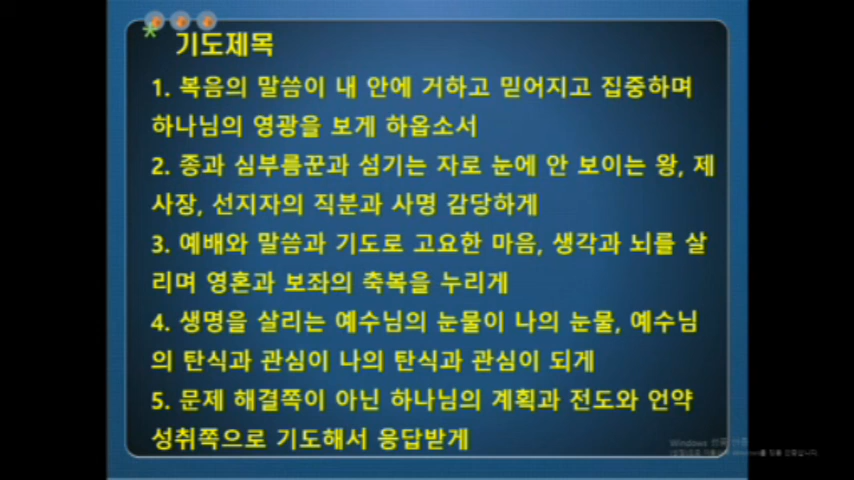 기도제목
1. 복음의 말씀이 내 안에 거하고 믿어지고 집중하며
하나님의 영광을 보게 하옵소서
2. 종과 심부름꾼과 섬기는 자로 눈에 안 보이는 왕, 제
사장, 선지자의 직분과 사명 감당하게
3. 예배와 말씀과 기도로 고요한 마음, 생각과 뇌를 살
리며 영혼과 보좌의 축복을 누리게
4. 생명을 살리는 예수님의 눈물이 나의 눈물, 예수님
의 탄식과 관심이 나의 탄식과 관심이 되게
5. 문제 해결쪽이 아닌 하나님의 계획과 전도와 언약
성취쪽으로 기도해서 응답받게
Windows